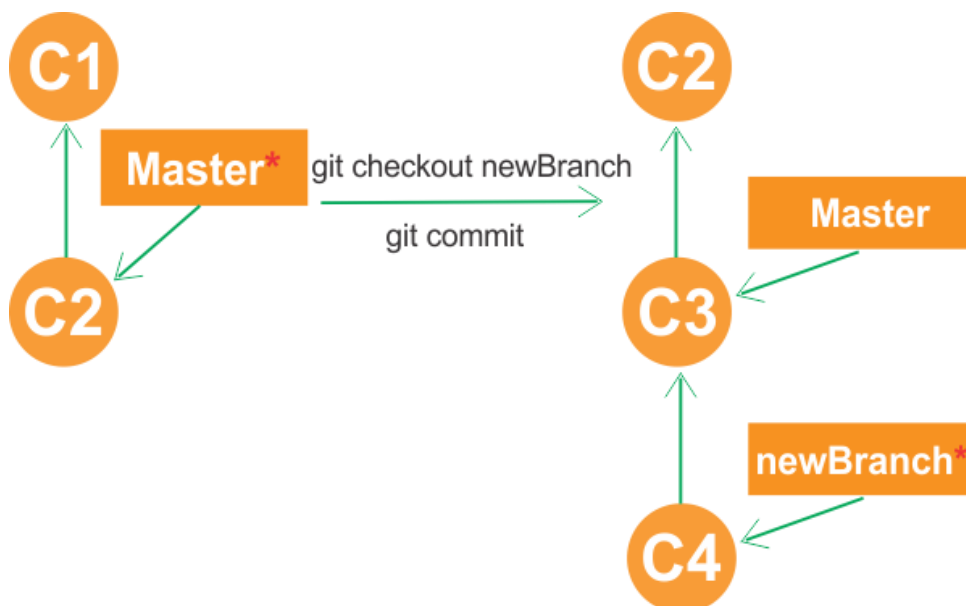 C1
Master*
C2
git checkout newBranch
git commit
C2
Master
C3
newBranch*
C4